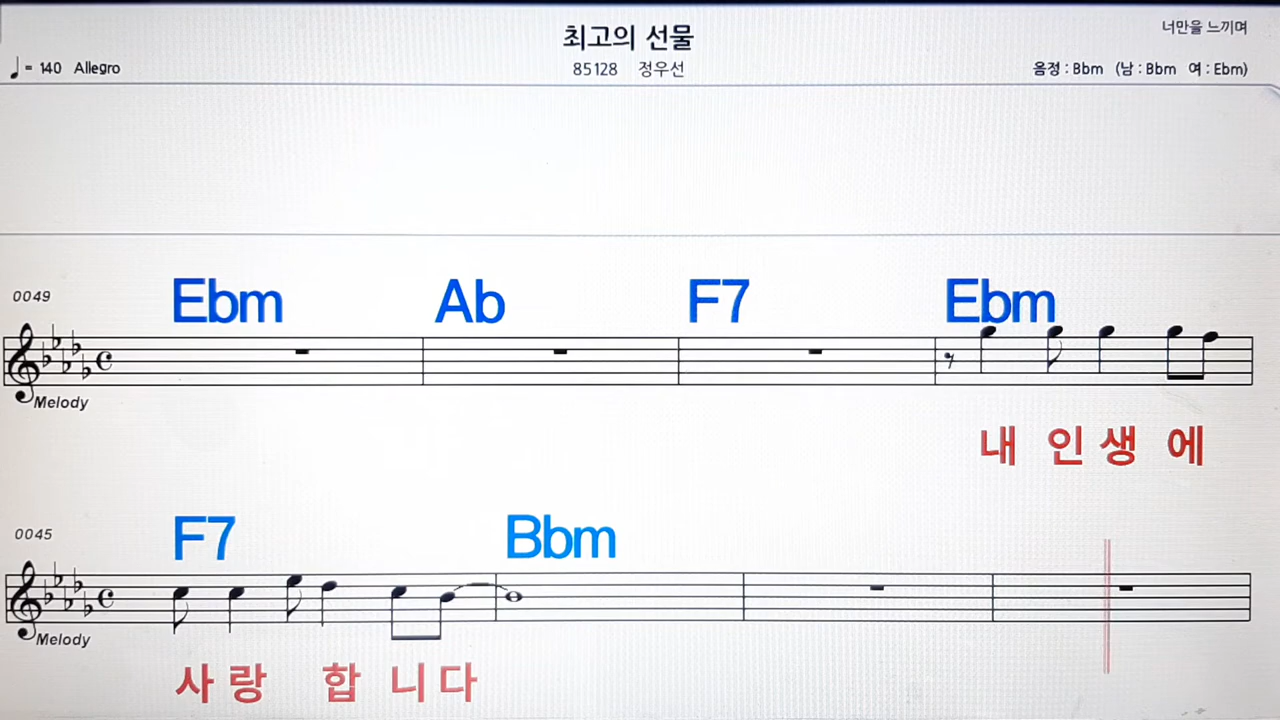 최고의 선물
너만을 느끼며
♩= 140 Allegro
85128 정우선
음정 : Bbm (남 : Bbm 여 : Ebm)
Ebm Ab F7 Ebm
0049
Melody
내 인 생 에
F7 Bbm
0045
Melody
사 랑 합 니 다